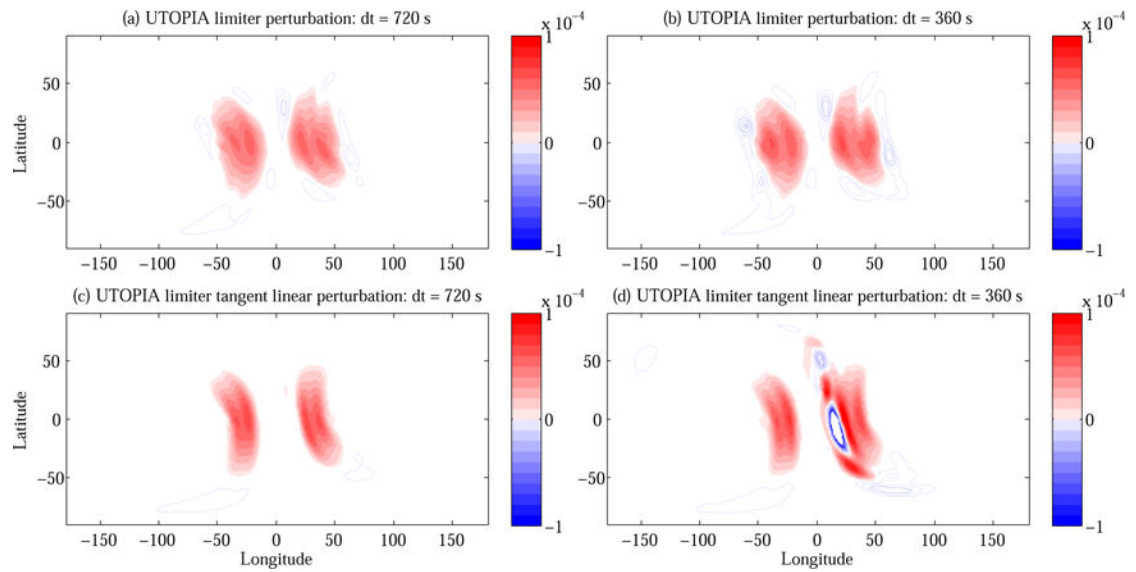 (a) UTOPIA limiter perturbation: dt = 720 s
x 10^-4
1
50
0
−50
Latitude
0
−1
−150 −100 −50 0 50 100 150
(b) UTOPIA limiter perturbation: dt = 360 s
x 10^-4
1
50
0
−50
0
−1
−150 −100 −50 0 50 100 150
(c) UTOPIA limiter tangent linear perturbation: dt = 720 s
x 10^-4
1
50
0
−50
Latitude
0
−1
−150 −100 −50 0 50 100 150
Longitude
(d) UTOPIA limiter tangent linear perturbation: dt = 360 s
x 10^-4
1
50
0
−50
0
−1
−150 −100 −50 0 50 100 150
Longitude